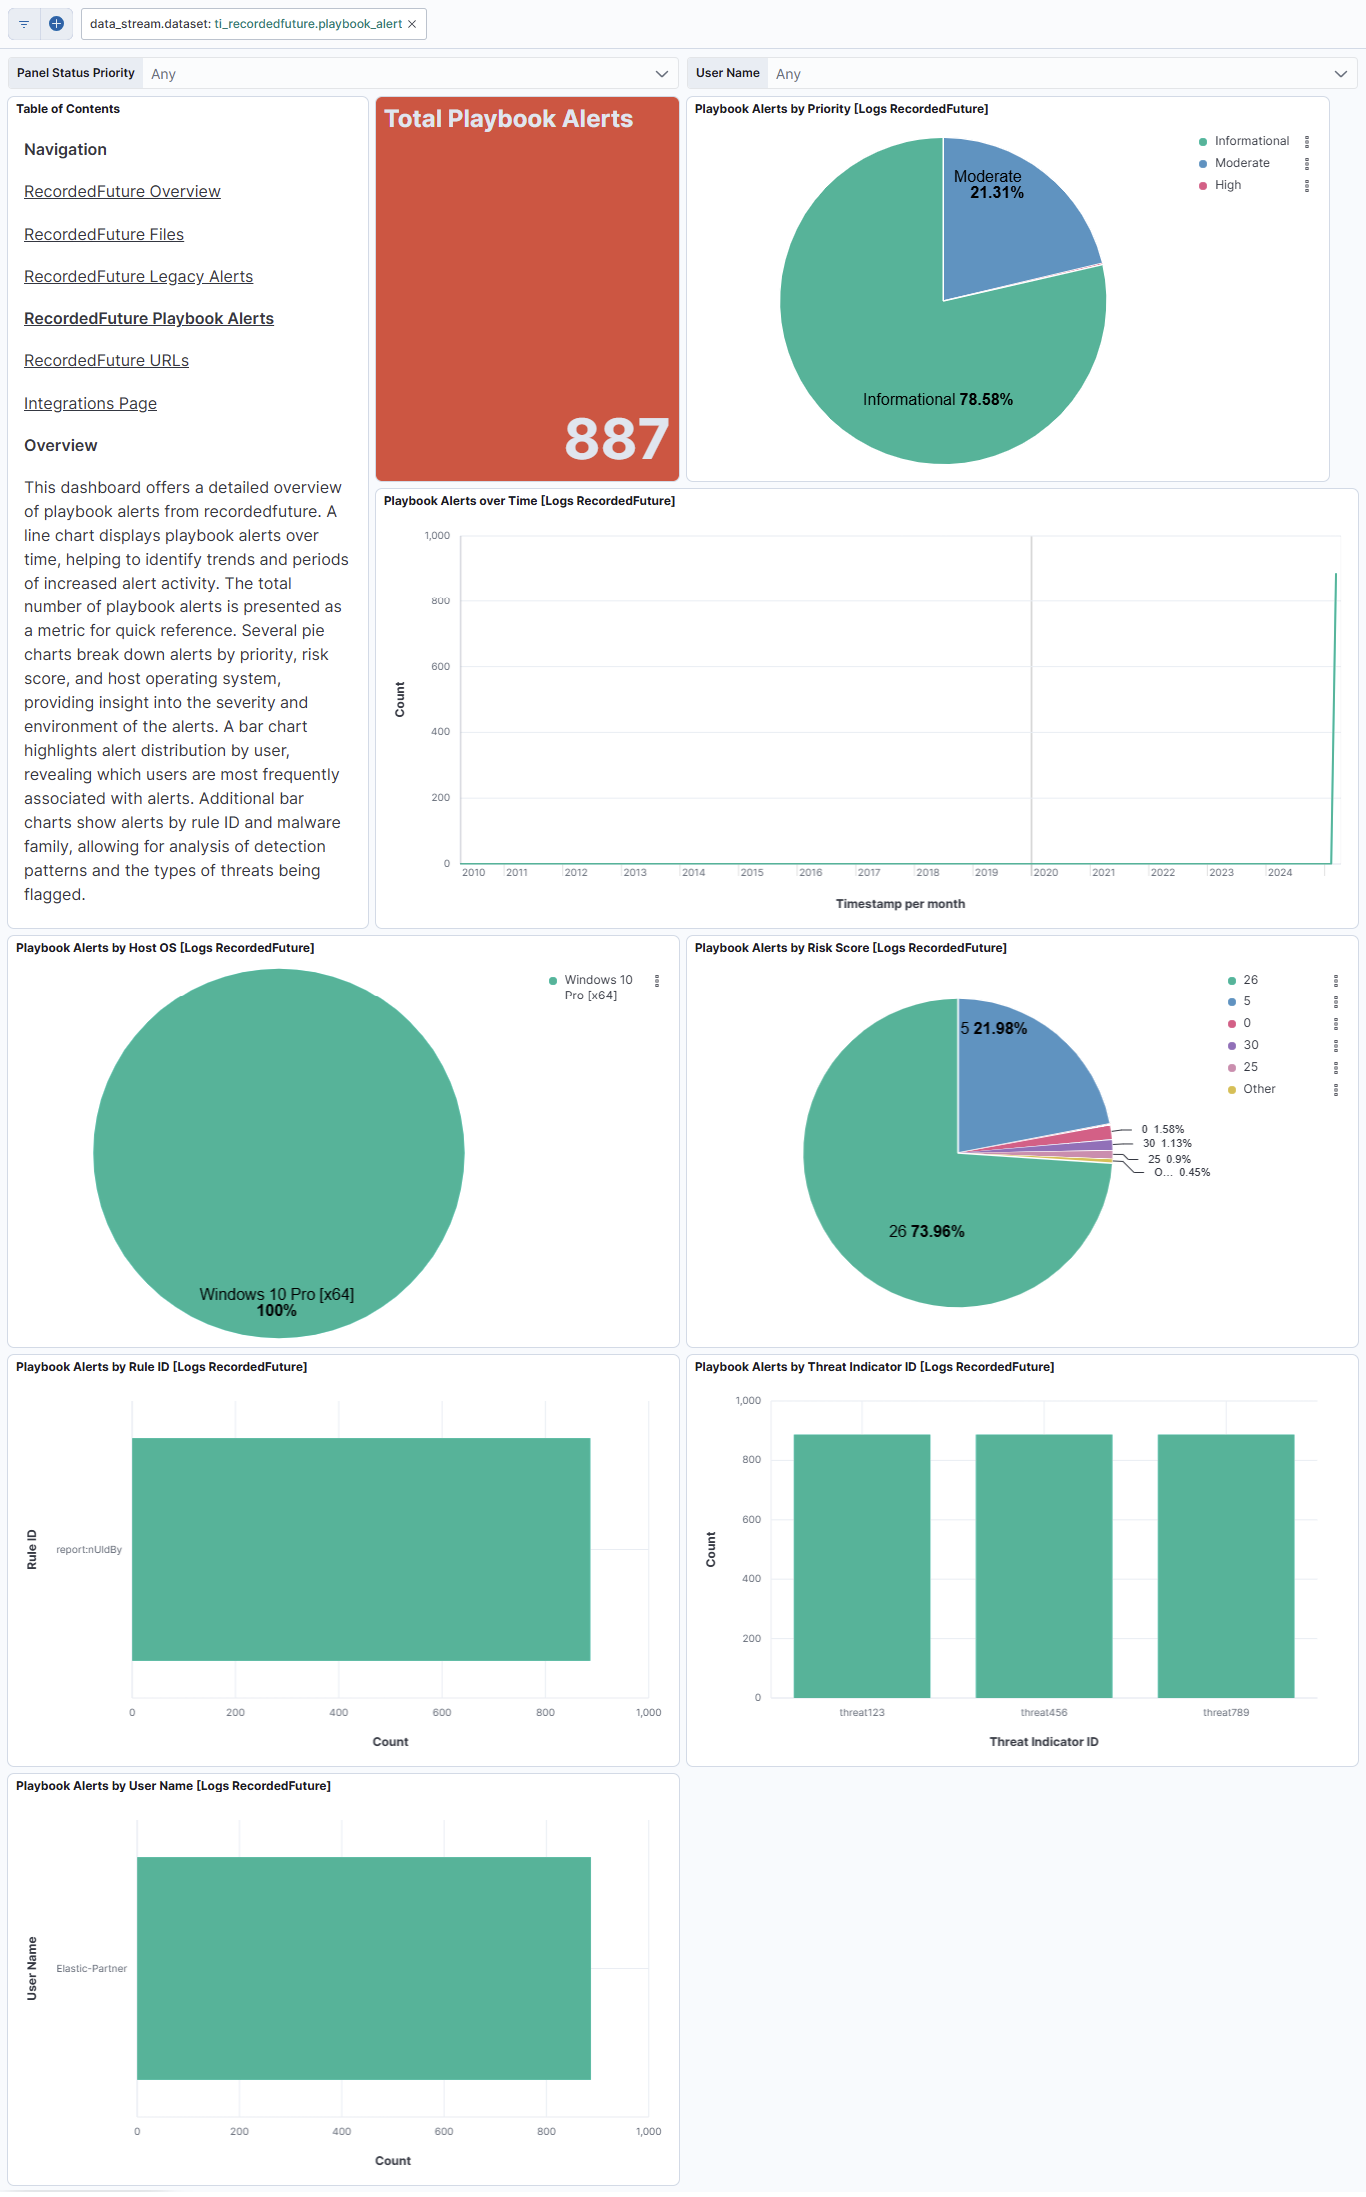 data_stream.dataset: ti_recordedfuture.playbook_alert
Panel Status Priority
Any
User Name
Any
Table of Contents
Navigation
RecordedFuture Overview
RecordedFuture Files
RecordedFuture Legacy Alerts
RecordedFuture Playbook Alerts
RecordedFuture URLs
Integrations Page
Overview
This dashboard offers a detailed overview
of playbook alerts from recordedfuture. A
line chart displays playbook alerts over
time, helping to identify trends and periods
of increased alert activity. The total
number of playbook alerts is presented as
a metric for quick reference. Several pie
charts break down alerts by priority, risk
score, and host operating system,
providing insight into the severity and
environment of the alerts. A bar chart
highlights alert distribution by user,
revealing which users are most frequently
associated with alerts. Additional bar
charts show alerts by rule ID and malware
family, allowing for analysis of detection
patterns and the types of threats being
flagged.
Total Playbook Alerts
887
Playbook Alerts by Priority [Logs RecordedFuture]
Moderate
21.31%
Informational 78.58%
Informational
Moderate
High
Playbook Alerts over Time [Logs RecordedFuture]
1,000
800
600
400
200
0
Count
2010 2011 2012 2013 2014 2015 2016 2017 2018 2019 2020 2021 2022 2023 2024
Timestamp per month
Playbook Alerts by Host OS [Logs RecordedFuture]
Windows 10
Pro [x64]
Windows 10 Pro [x64]
100%
Playbook Alerts by Risk Score [Logs RecordedFuture]
26
5
0
30
25
Other
5 21.98%
0 1.58%
30 1.13%
25 0.9%
O... 0.45%
26 73.96%
Playbook Alerts by Rule ID [Logs RecordedFuture]
Rule ID
report:nUIdBy
0 200 400 600 800 1,000
Count
Playbook Alerts by Threat Indicator ID [Logs RecordedFuture]
1,000
800
600
400
200
0
Count
threat123 threat456 threat789
Threat Indicator ID
Playbook Alerts by User Name [Logs RecordedFuture]
User Name
Elastic-Partner
0 200 400 600 800 1,000
Count